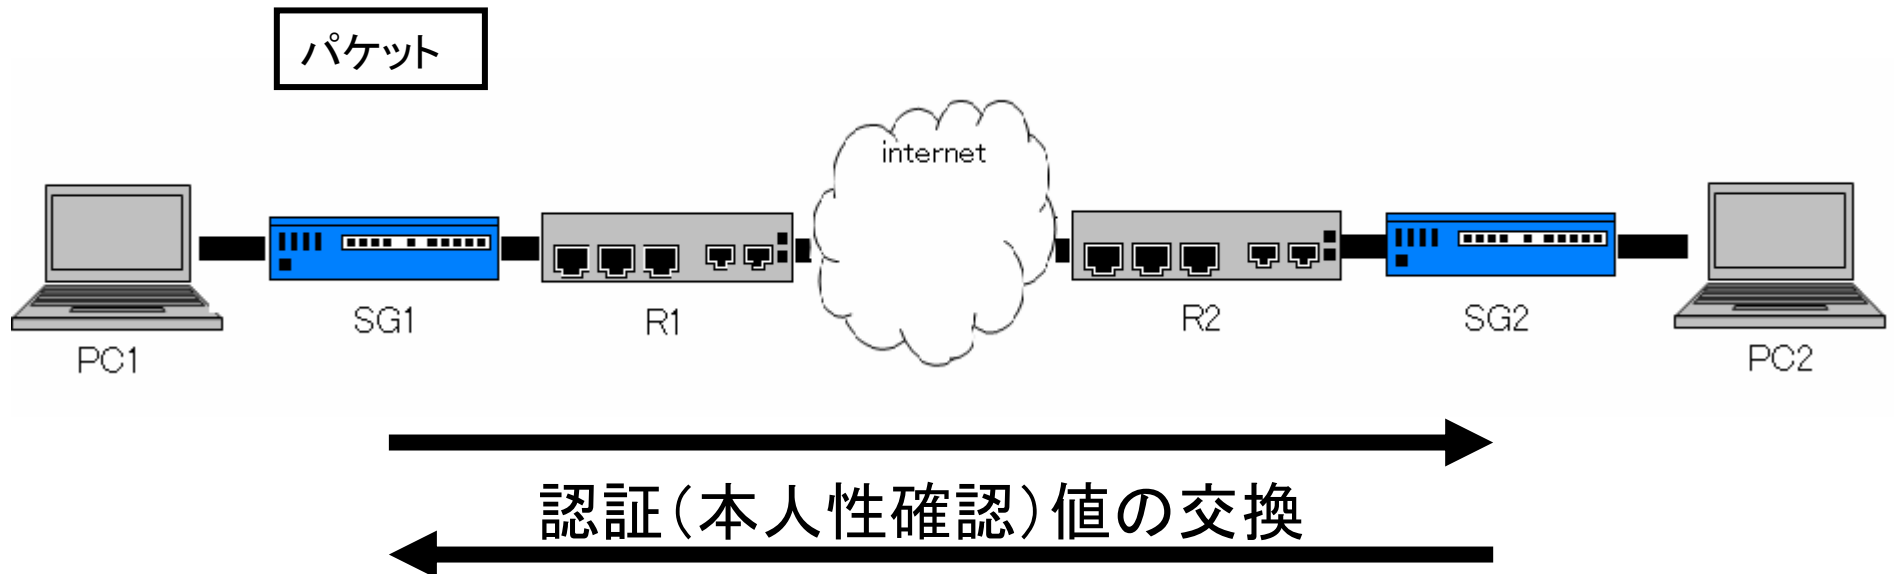 パケット
internet
SG1
R1
R2
SG2
PC1
PC2
認証(本人性確認)値の交換